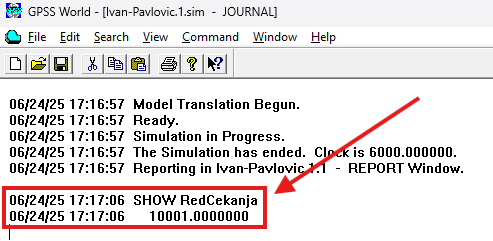 GPSS World - [Ivan-Pavlovic.1.sim - JOURNAL]
File Edit Search View Command Window Help
06/24/25 17:16:57 Model Translation Begun.
06/24/25 17:16:57 Ready.
06/24/25 17:16:57 Simulation in Progress.
06/24/25 17:16:57 The Simulation has ended. Clock is 6000.000000.
06/24/25 17:16:57 Reporting in Ivan-Pavlovic.1.1 - REPORT Window.
06/24/25 17:17:06 SHOW RedCekanja
06/24/25 17:17:06 10001.0000000